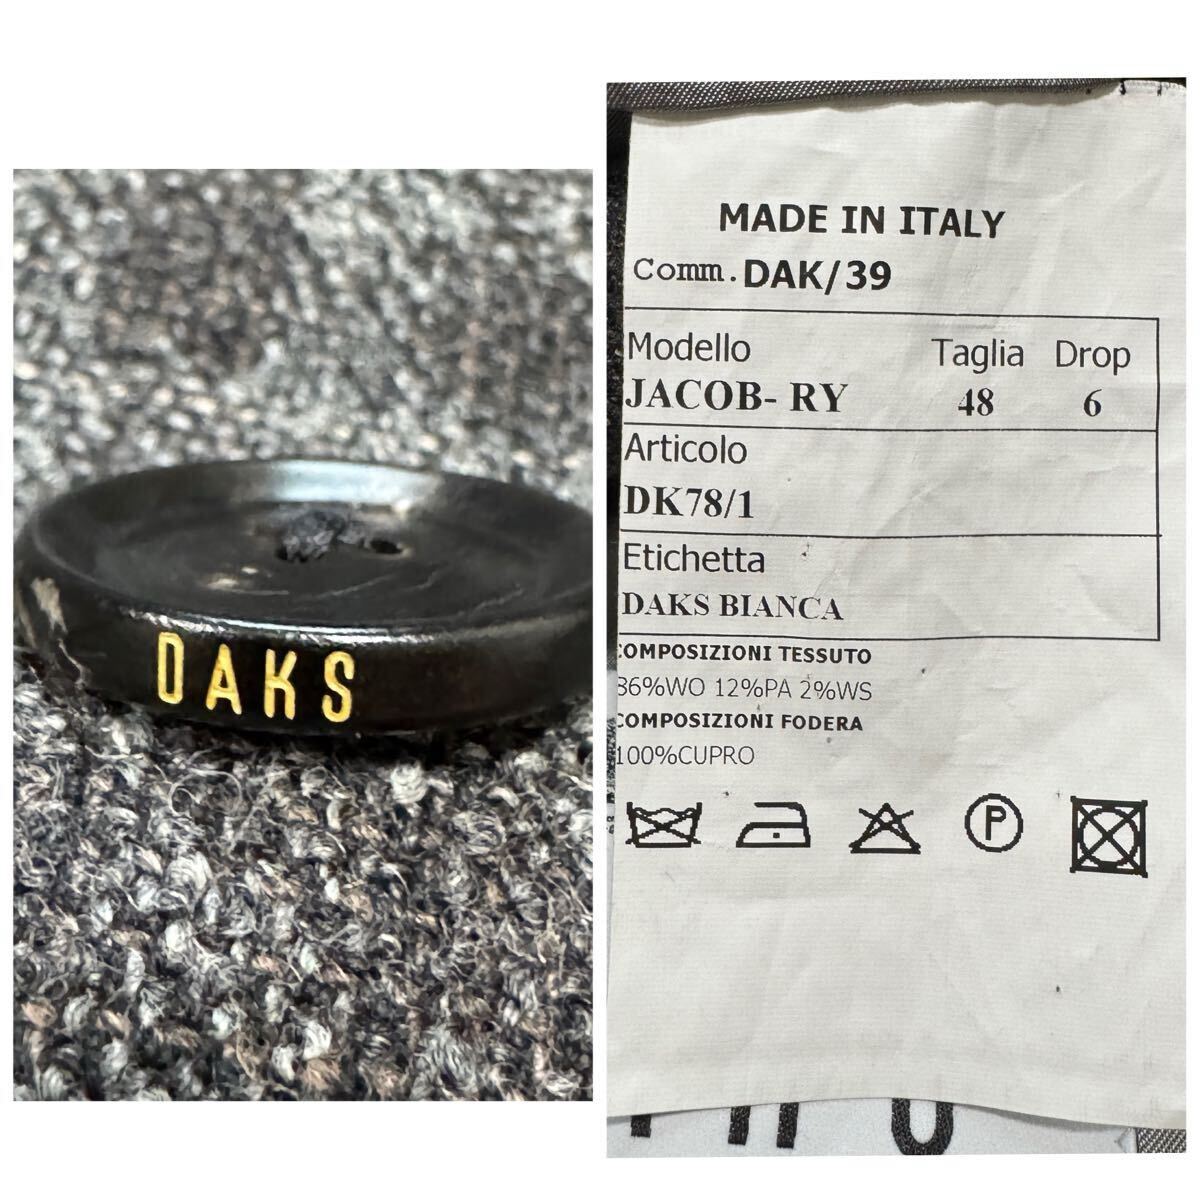 DAKS
MADE IN ITALY
Comm. DAK/39
Modello Taglia Drop
JACOB- RY 48 6
Articolo
DK78/1
Etichetta
DAKS BIANCA
COMPOSIZIONI TESSUTO
86%WO 12%PA 2%WS
COMPOSIZIONI FODERA
100%CUPRO
P